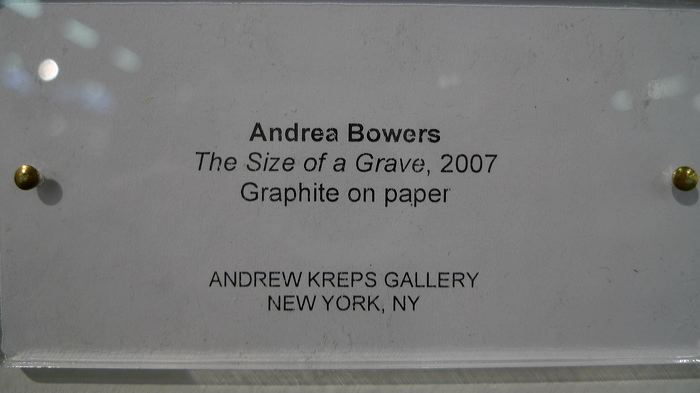 Andrea Bowers
The Size of a Grave, 2007
Graphite on paper
ANDREW KREPS GALLERY
NEW YORK, NY